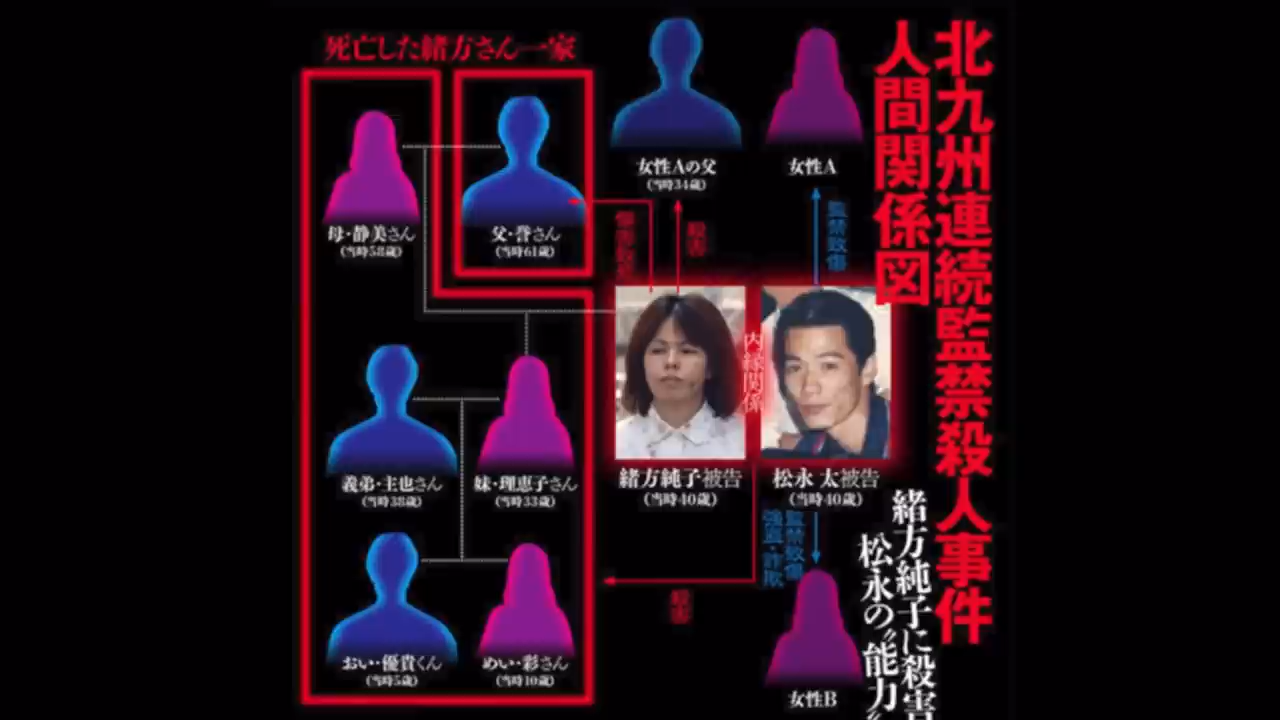 北九州連続監禁殺人事件
人間関係図
緒方純子に殺害
松永の〝能力〟
死亡した緒方さん一家
女性Aの父
(当時34歳)
女性A
母・静美さん
(当時58歳)
父・誉さん
(当時61歳)
殺害
監禁致傷
内縁関係
緒方純子被告
(当時40歳)
松永 太被告
(当時40歳)
義弟・主也さん
(当時38歳)
妹・理恵子さん
(当時33歳)
監禁致傷
強盗・詐欺
おい・優貴くん
(当時5歳)
めい・彩さん
(当時10歳)
女性B